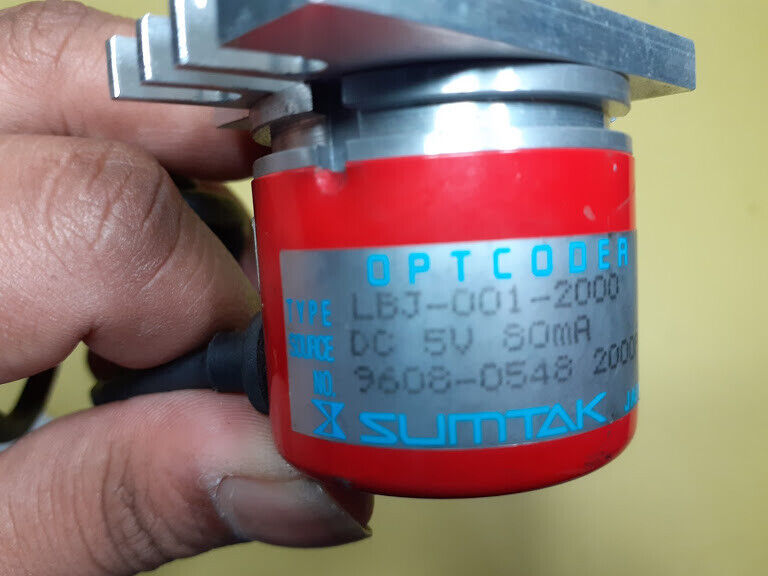 OPTCODER
TYPE LBJ-001-2000
SOURCE DC 5V 80mA
NO. 9608-0548 2000
SUMTAK